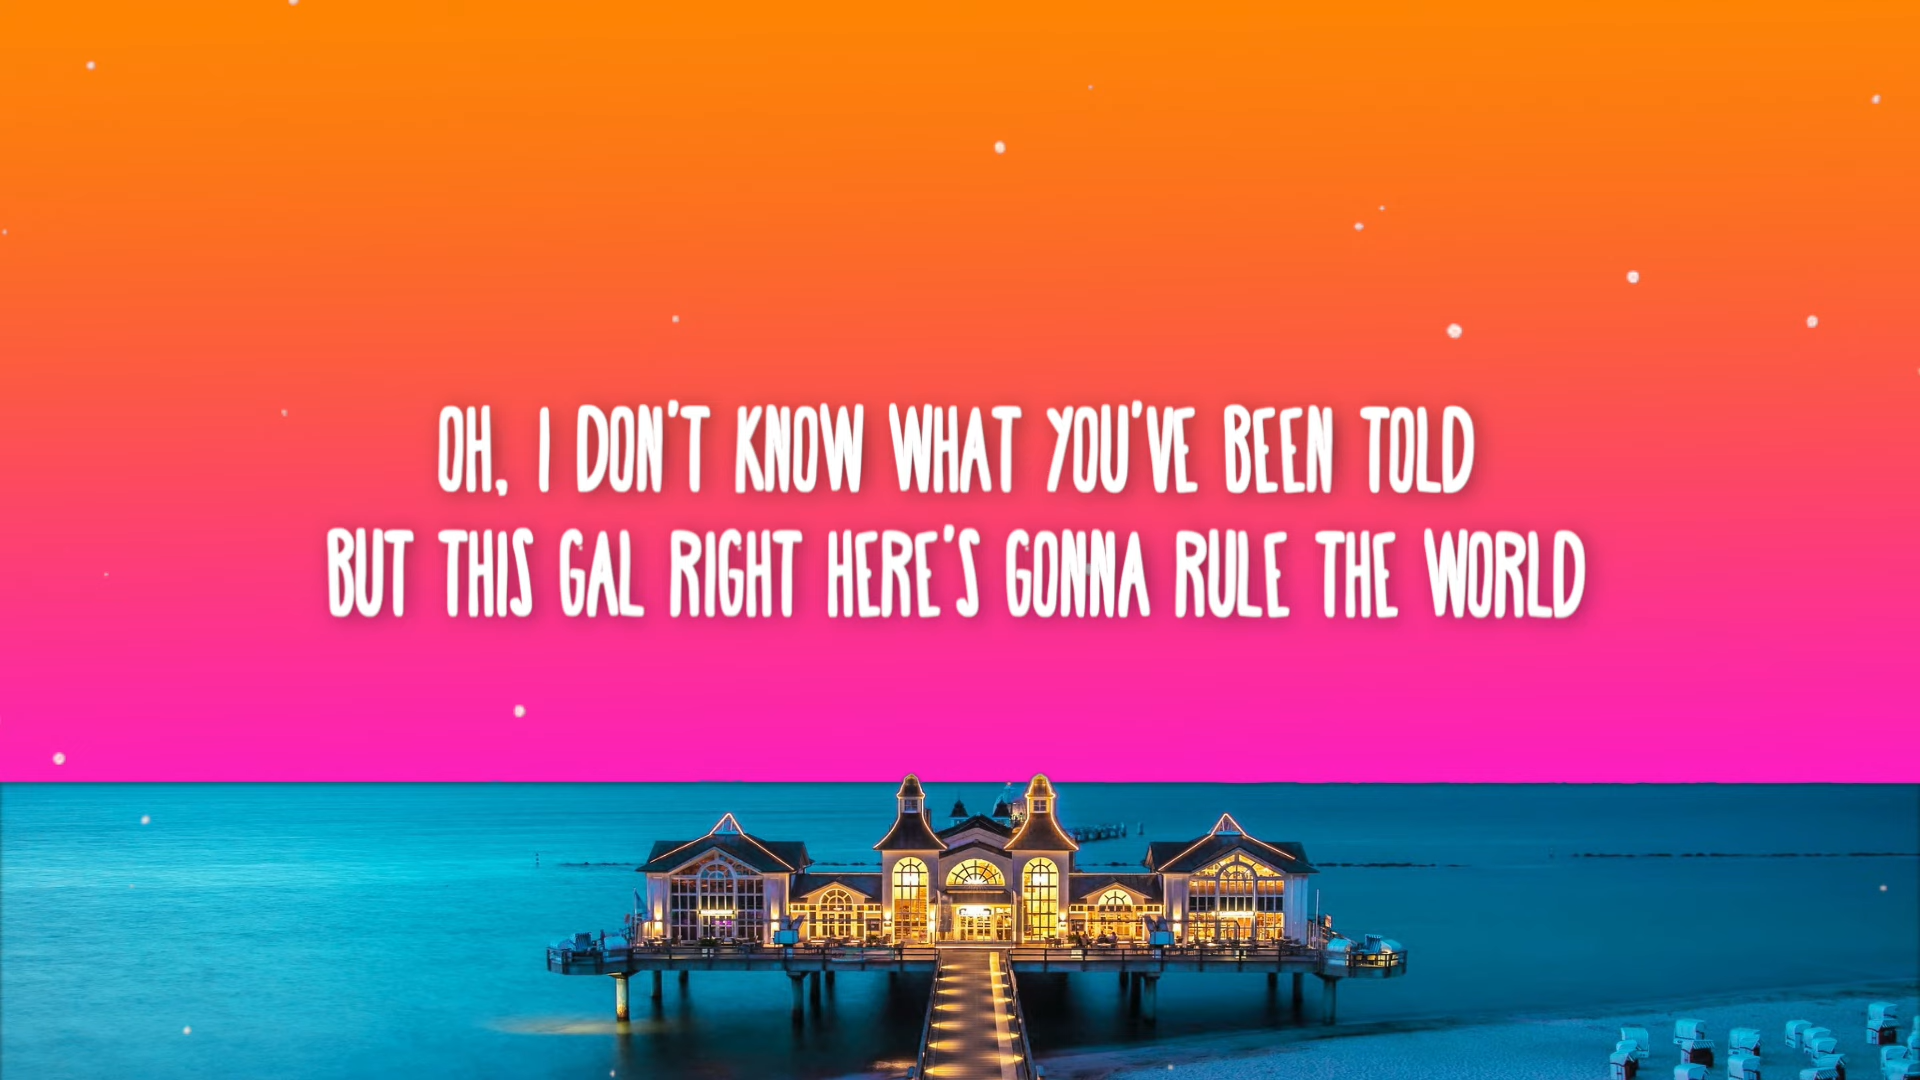 OH, I DON'T KNOW WHAT YOU'VE BEEN TOLD
BUT THIS GAL RIGHT HERE'S GONNA RULE THE WORLD